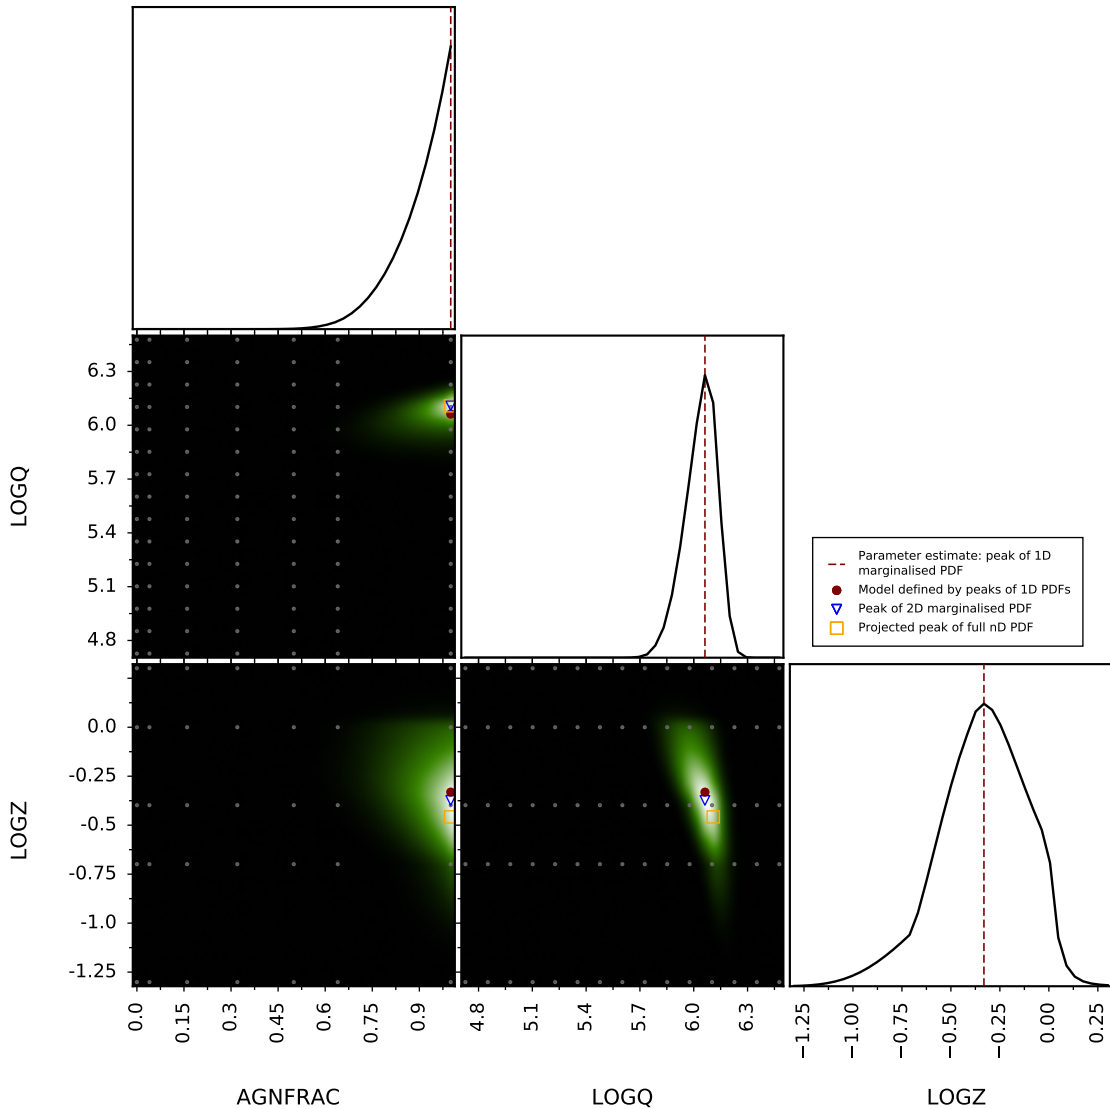 6.3
6.0
5.7
5.4
5.1
4.8
LOGQ
Parameter estimate: peak of 1D
marginalised PDF
Model defined by peaks of 1D PDFs
Peak of 2D marginalised PDF
Projected peak of full nD PDF
0.0
-0.25
-0.5
-0.75
-1.0
-1.25
LOGZ
0.0 0.15 0.3 0.45 0.6 0.75 0.9
4.8 5.1 5.4 5.7 6.0 6.3
−1.25 −1.00 −0.75 −0.50 −0.25 0.00 0.25
AGNFRAC
LOGQ
LOGZ